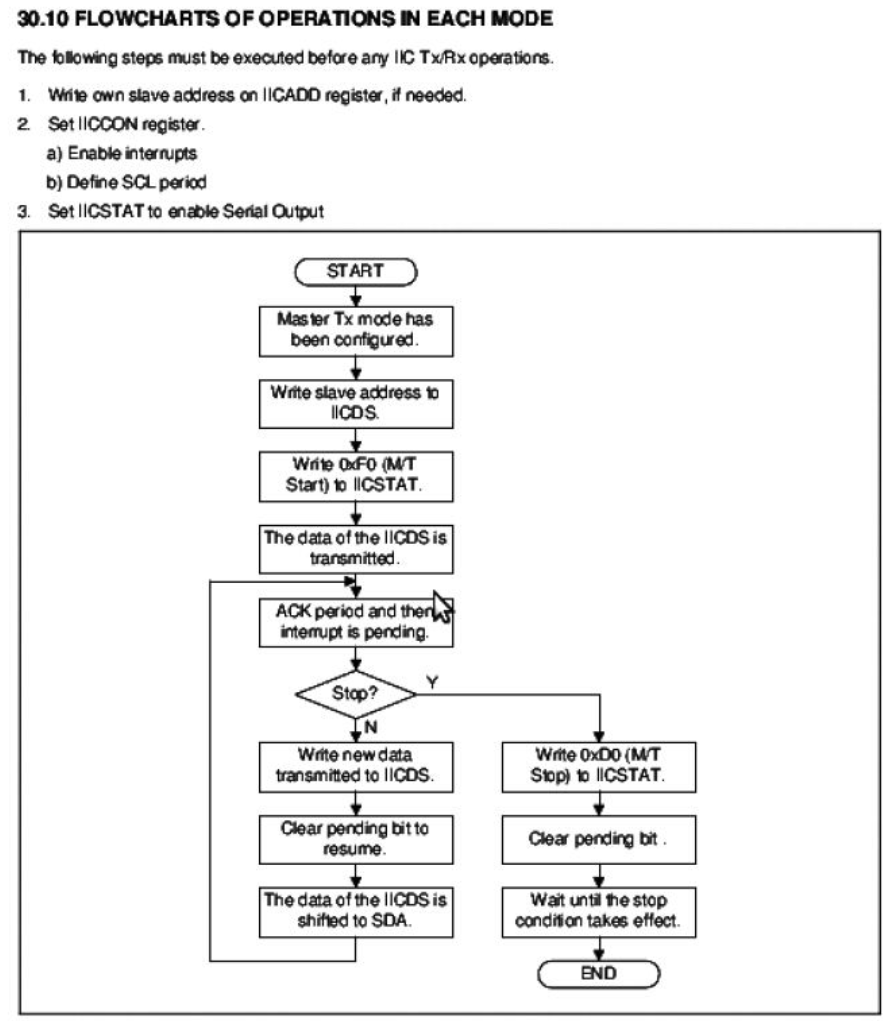 30.10 FLOWCHARTS OF OPERATIONS IN EACH MODE
The following steps must be executed before any IIC Tx/Rx operations.
1. Write own slave address on IICADD register, if needed.
2. Set IICCON register.
a) Enable interrupts
b) Define SCL period
3. Set IICSTAT to enable Serial Output
START
Master Tx mode has
been configured.
Write slave address to
IICDS.
Write 0xF0 (M/T
Start) to IICSTAT.
The data of the IICDS is
transmitted.
ACK period and then
interrupt is pending.
Stop?
Y
N
Write new data
transmitted to IICDS.
Clear pending bit to
resume.
The data of the IICDS is
shifted to SDA.
Write 0xD0 (M/T
Stop) to IICSTAT.
Clear pending bit .
Wait until the stop
condition takes effect.
END